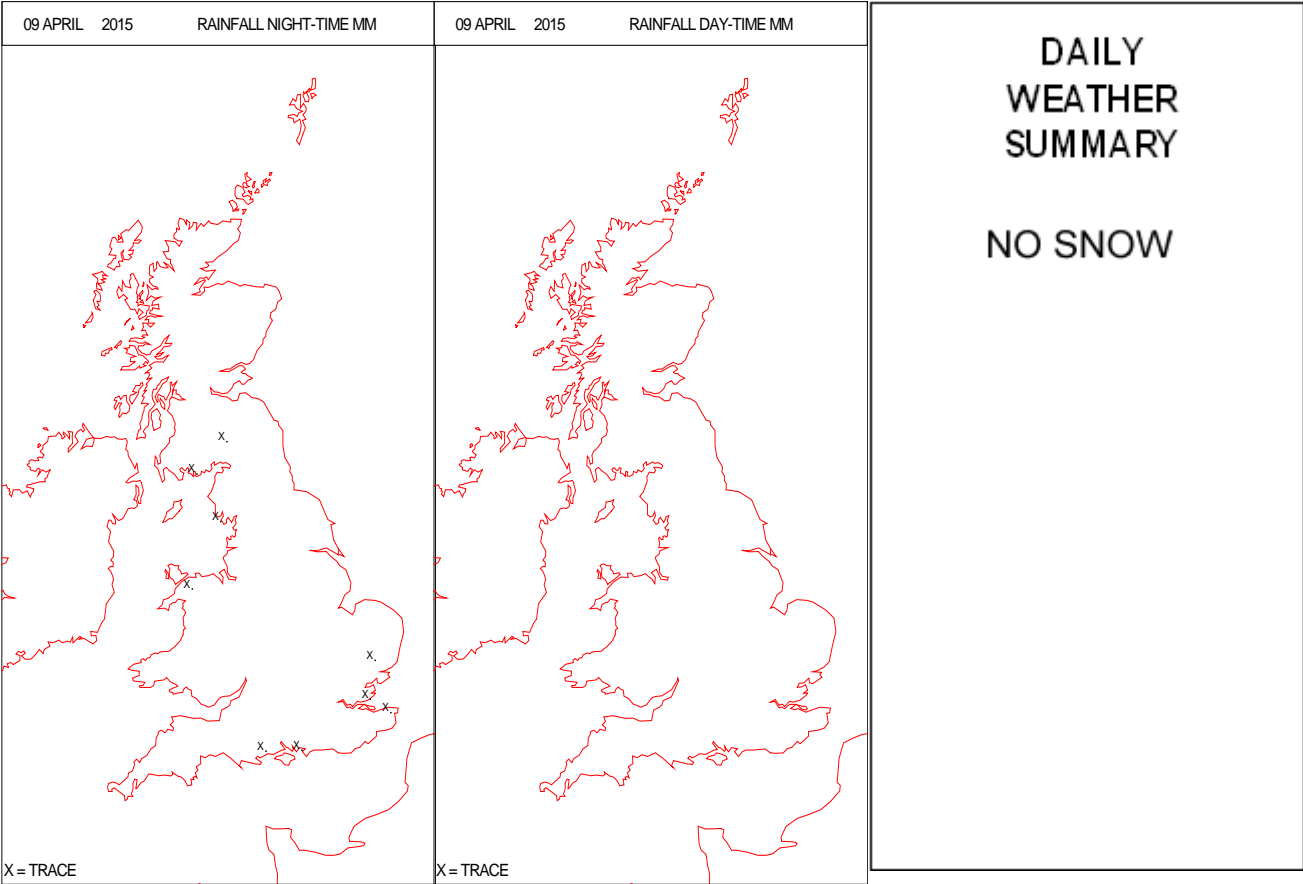 09 APRIL 2015 RAINFALL NIGHT-TIME MM
X.
X.
X.
X.
X.
X.
X.
X.
X.
X = TRACE
09 APRIL 2015 RAINFALL DAY-TIME MM
X = TRACE
DAILY
WEATHER
SUMMARY
NO SNOW